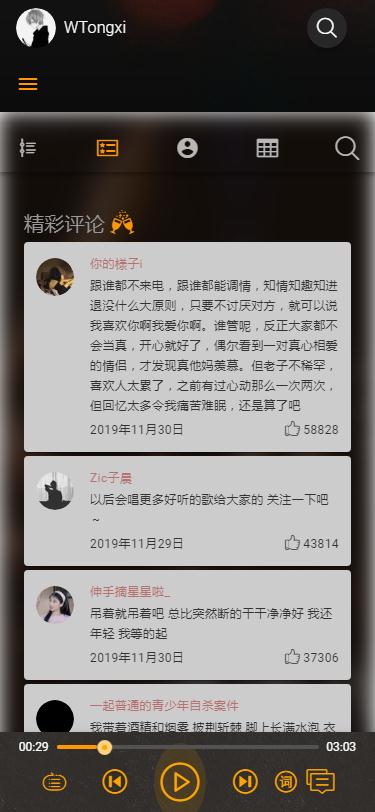 WTongxi
精彩评论
你的様子i
跟谁都不来电，跟谁都能调情，知情知趣知进
退没什么大原则，只要不讨厌对方，就可以说
我喜欢你啊我爱你啊。谁管呢，反正大家都不
会当真，开心就好了，偶尔看到一对真心相爱
的情侣，才发现真他妈羡慕。但老子不稀罕，
喜欢人太累了，之前有过心动那么一次两次，
但回忆太多令我痛苦难眠，还是算了吧
2019年11月30日 58828
Zic子晨
以后会唱更多好听的歌给大家的 关注一下吧
~
2019年11月29日 43814
伸手摘星星啦_
吊着就吊着吧 总比突然断的干干净净好 我还
年轻 我等的起
2019年11月30日 37306
一起普通的青少年自杀案件
我带着酒精和烟雾 披荆斩棘 脚上长满水泡 衣
00:29 03:03
词